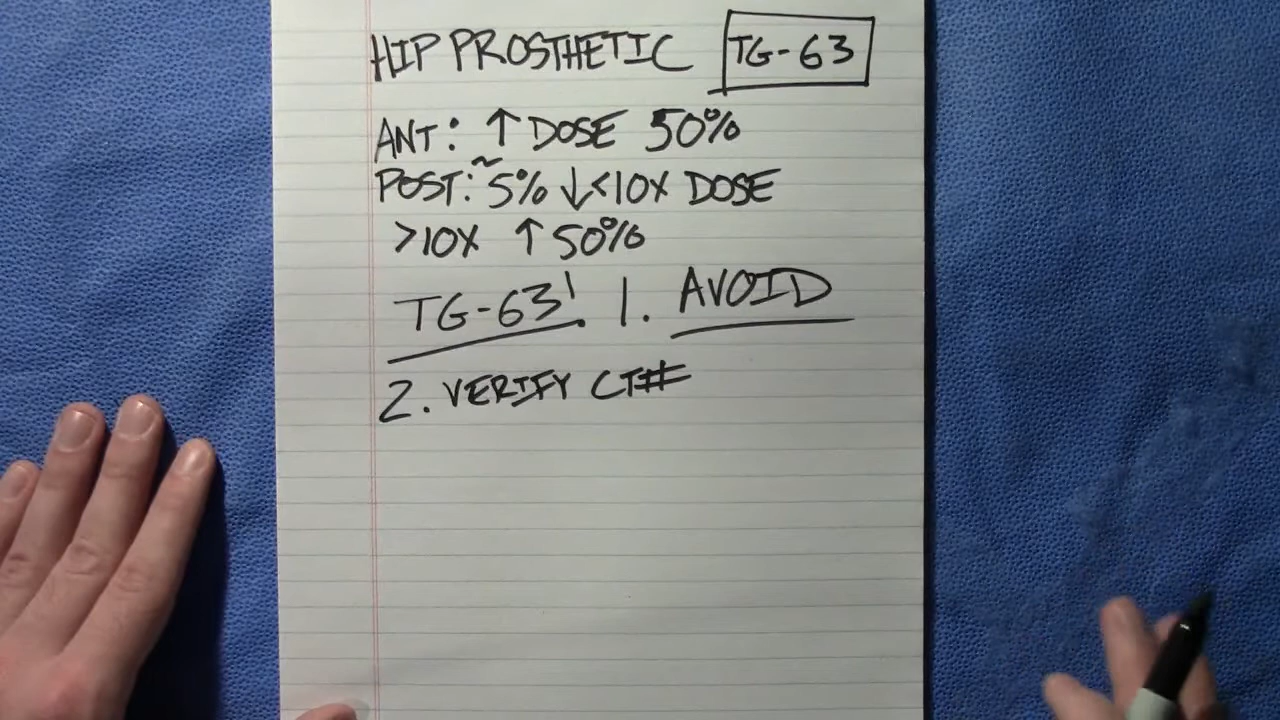 HIP PROSTHETIC TG-63
ANT: ↑ DOSE 50%
POST: ~5% ↓ <10X DOSE
>10X ↑ 50%
TG-63' 1. AVOID
2. VERIFY CT#